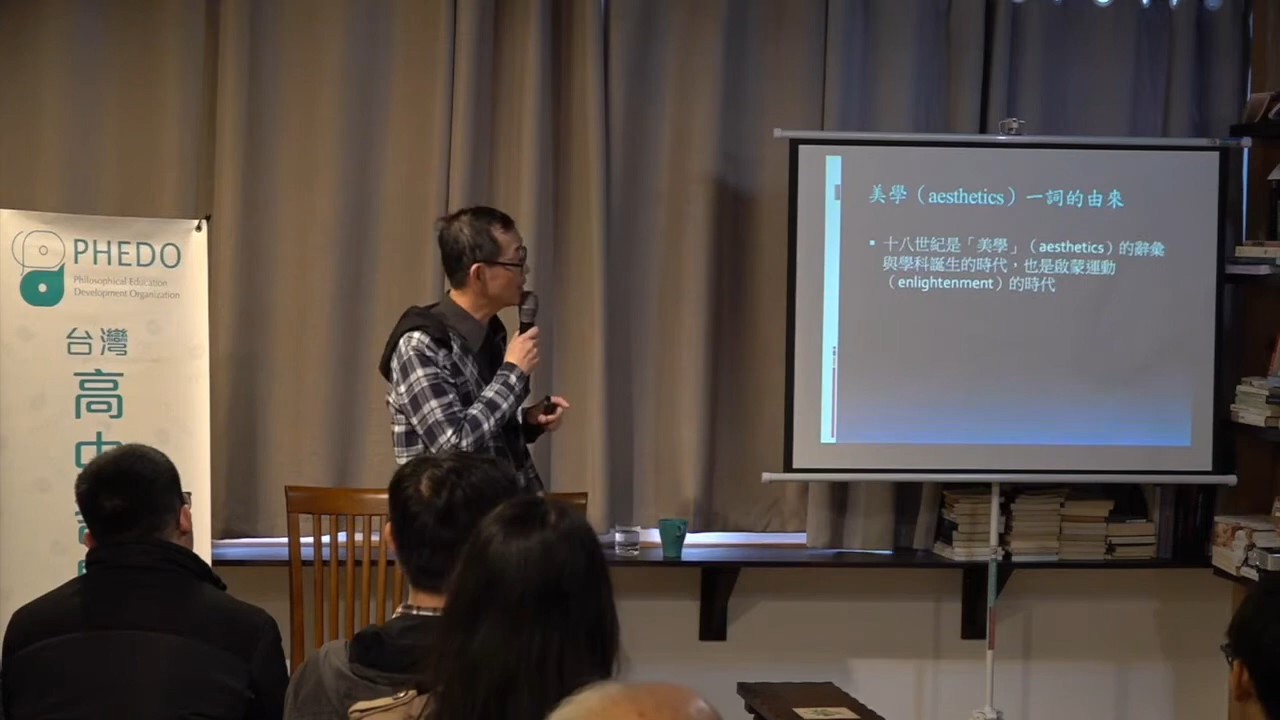 PHEDO
Philosophical Education
Development Organization
台灣
高
中
美學（aesthetics）一詞的由來
▪ 十八世紀是「美學」（aesthetics）的辭彙
與學科誕生的時代，也是啟蒙運動
（enlightenment）的時代